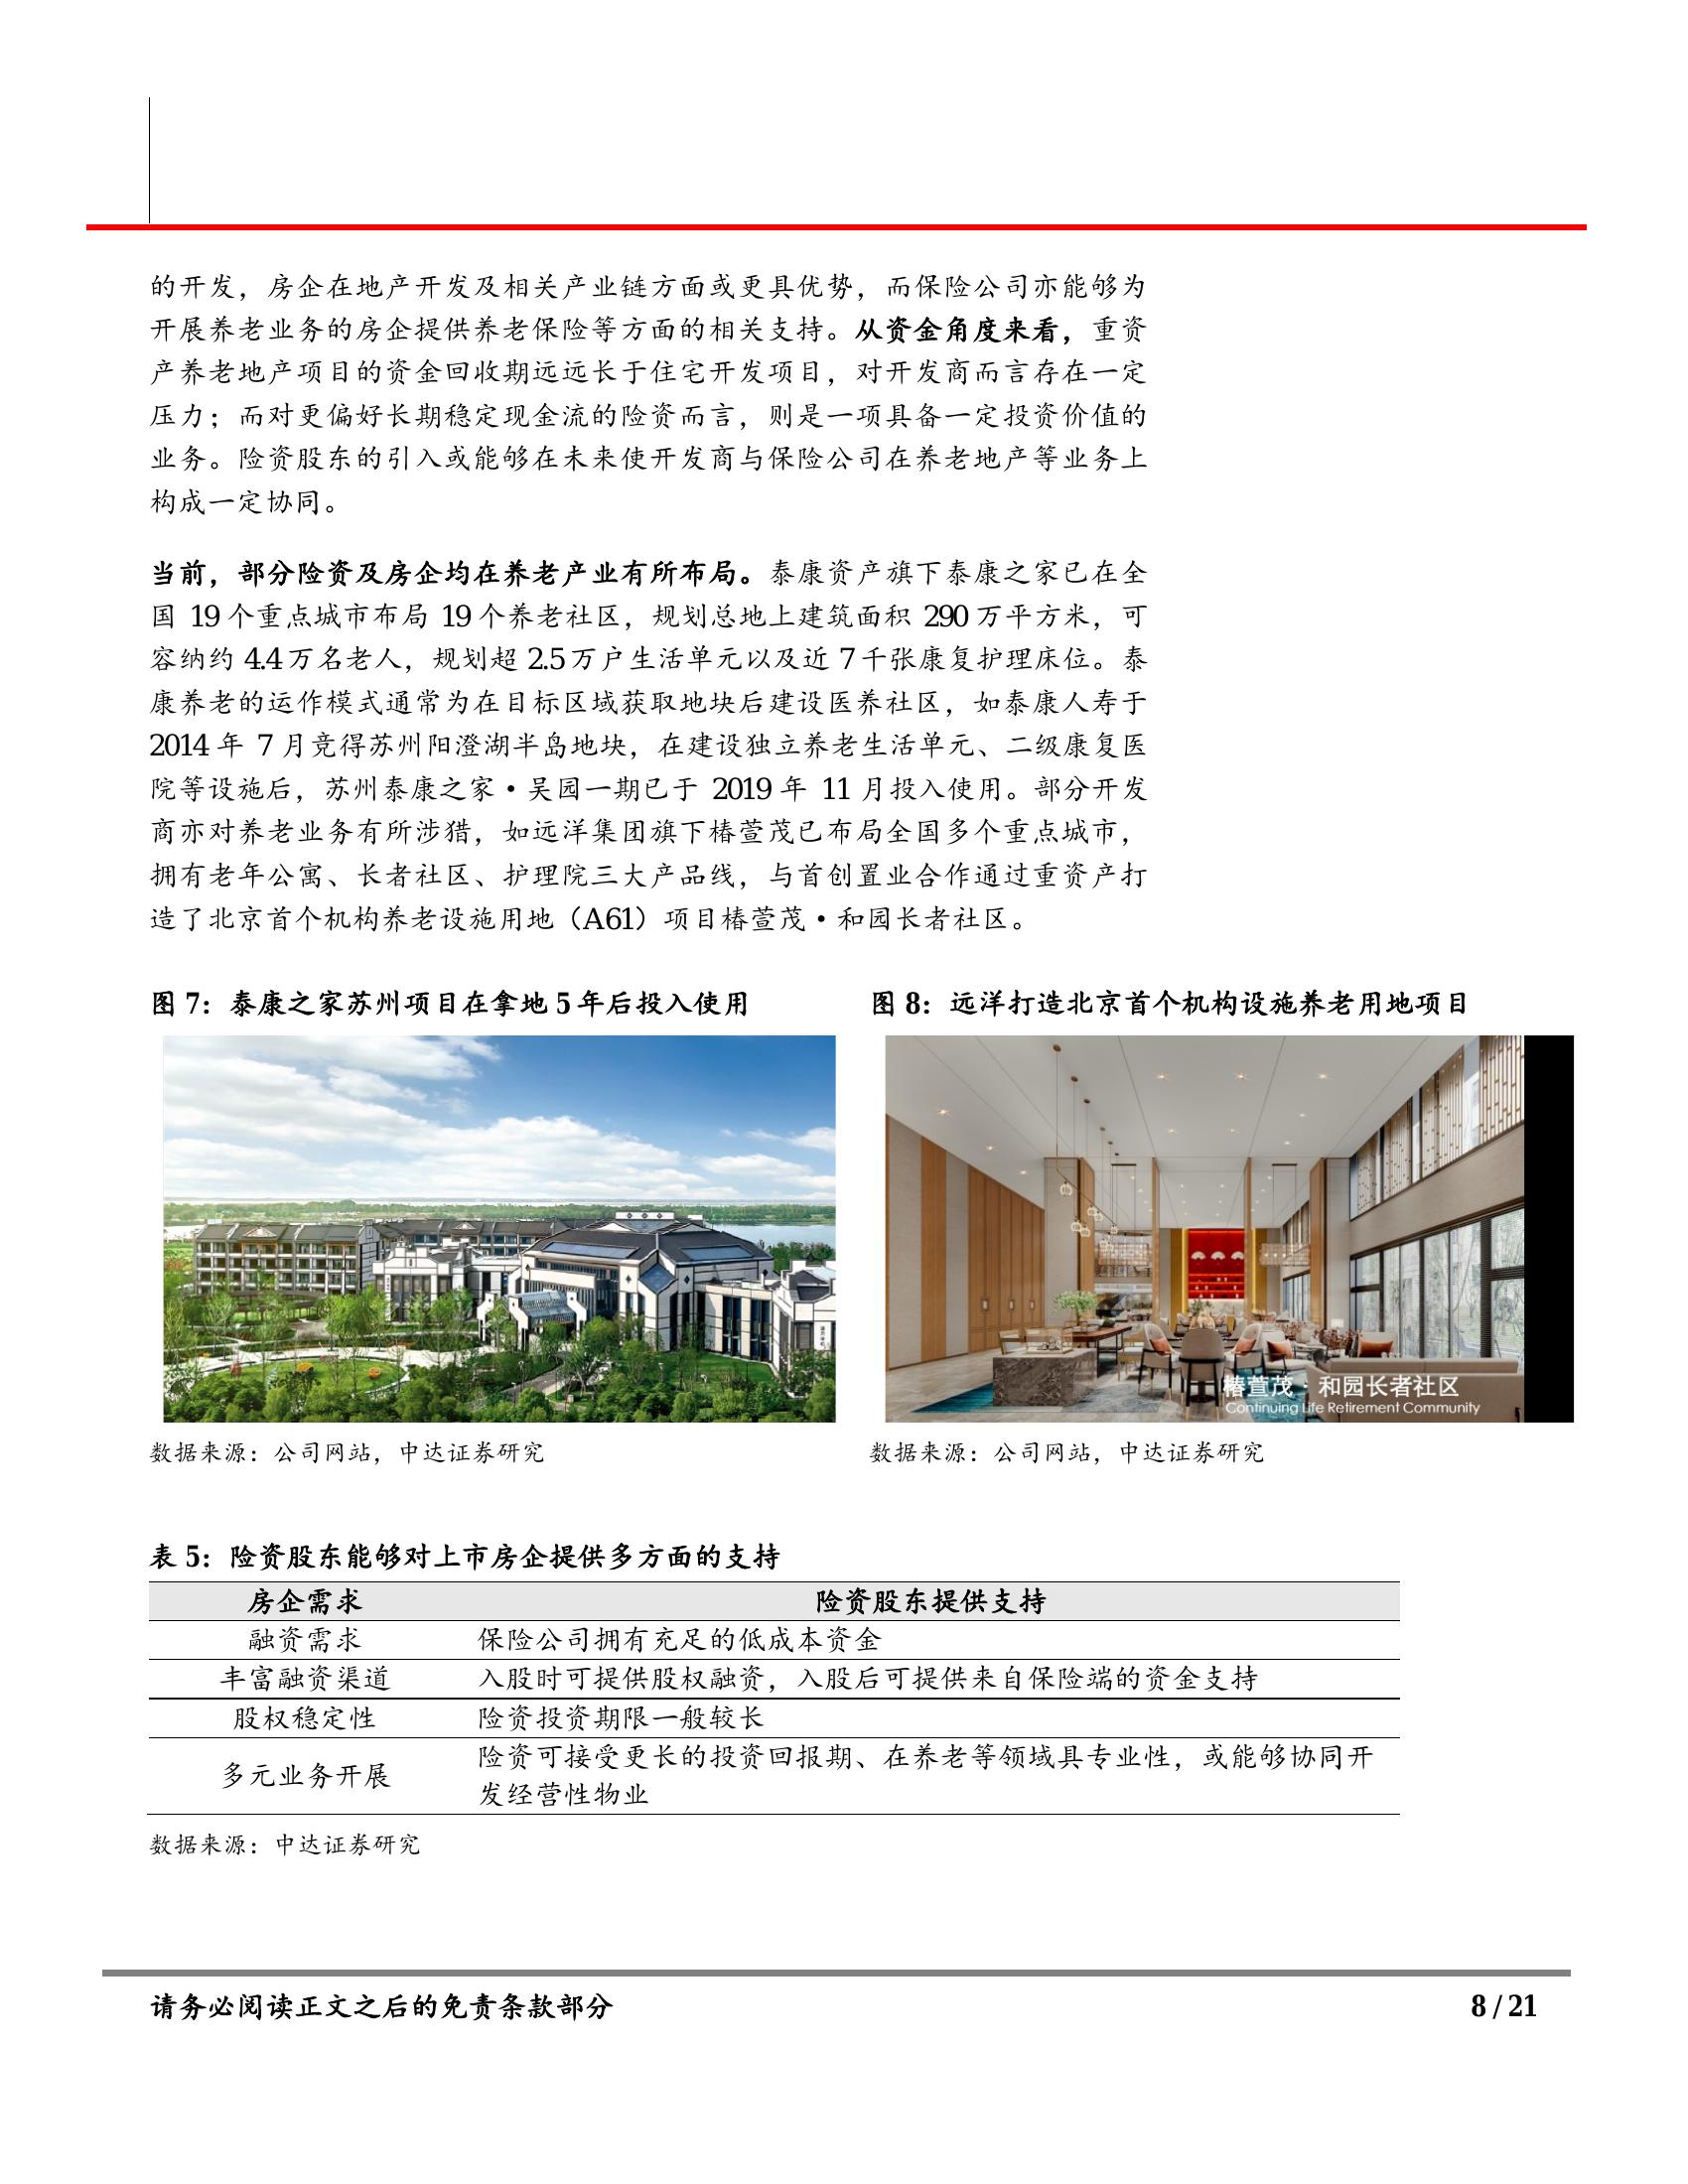 的开发，房企在地产开发及相关产业链方面或更具优势，而保险公司亦能够为
开展养老业务的房企提供养老保险等方面的相关支持。从资金角度来看，重资
产养老地产项目的资金回收期远远长于住宅开发项目，对开发商而言存在一定
压力；而对更偏好长期稳定现金流的险资而言，则是一项具备一定投资价值的
业务。险资股东的引入或能够在未来使开发商与保险公司在养老地产等业务上
构成一定协同。
当前，部分险资及房企均在养老产业有所布局。泰康资产旗下泰康之家已在全
国 19 个重点城市布局 19 个养老社区，规划总地上建筑面积 290 万平方米，可
容纳约 4.4 万名老人，规划超 2.5 万户生活单元以及近 7 千张康复护理床位。泰
康养老的运作模式通常为在目标区域获取地块后建设医养社区，如泰康人寿于
2014 年 7 月竞得苏州阳澄湖半岛地块，在建设独立养老生活单元、二级康复医
院等设施后，苏州泰康之家·吴园一期已于 2019 年 11 月投入使用。部分开发
商亦对养老业务有所涉猎，如远洋集团旗下椿萱茂已布局全国多个重点城市，
拥有老年公寓、长者社区、护理院三大产品线，与首创置业合作通过重资产打
造了北京首个机构养老设施用地（A61）项目椿萱茂·和园长者社区。
图 7：泰康之家苏州项目在拿地 5 年后投入使用
图 8：远洋打造北京首个机构设施养老用地项目
椿萱茂·和园长者社区
Continuing Life Retirement Community
数据来源：公司网站，中达证券研究
数据来源：公司网站，中达证券研究
表 5：险资股东能够对上市房企提供多方面的支持
房企需求 险资股东提供支持
融资需求 保险公司拥有充足的低成本资金
丰富融资渠道 入股时可提供股权融资，入股后可提供来自保险端的资金支持
股权稳定性 险资投资期限一般较长
多元业务开展 险资可接受更长的投资回报期、在养老等领域具专业性，或能够协同开
发经营性物业
数据来源：中达证券研究
请务必阅读正文之后的免责条款部分
8 / 21